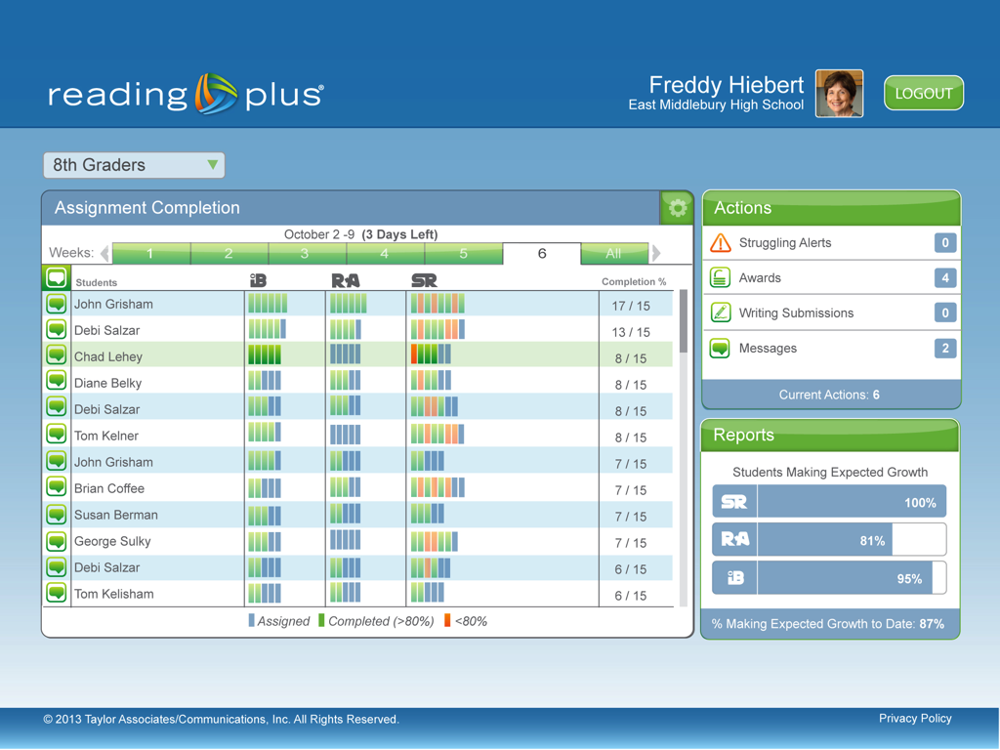 reading plus®
Freddy Hiebert
East Middlebury High School
LOGOUT
8th Graders
Assignment Completion
October 2 -9 (3 Days Left)
Weeks: 1 2 3 4 5 6 All
Students iB RA SR Completion %
John Grisham 17 / 15
Debi Salzar 13 / 15
Chad Lehey 8 / 15
Diane Belky 8 / 15
Debi Salzar 8 / 15
Tom Kelner 8 / 15
John Grisham 7 / 15
Brian Coffee 7 / 15
Susan Berman 7 / 15
George Sulky 7 / 15
Debi Salzar 6 / 15
Tom Kelisham 6 / 15
Assigned Completed (>80%) <80%
Actions
Struggling Alerts 0
Awards 4
Writing Submissions 0
Messages 2
Current Actions: 6
Reports
Students Making Expected Growth
SR 100%
RA 81%
iB 95%
% Making Expected Growth to Date: 87%
© 2013 Taylor Associates/Communications, Inc. All Rights Reserved.
Privacy Policy